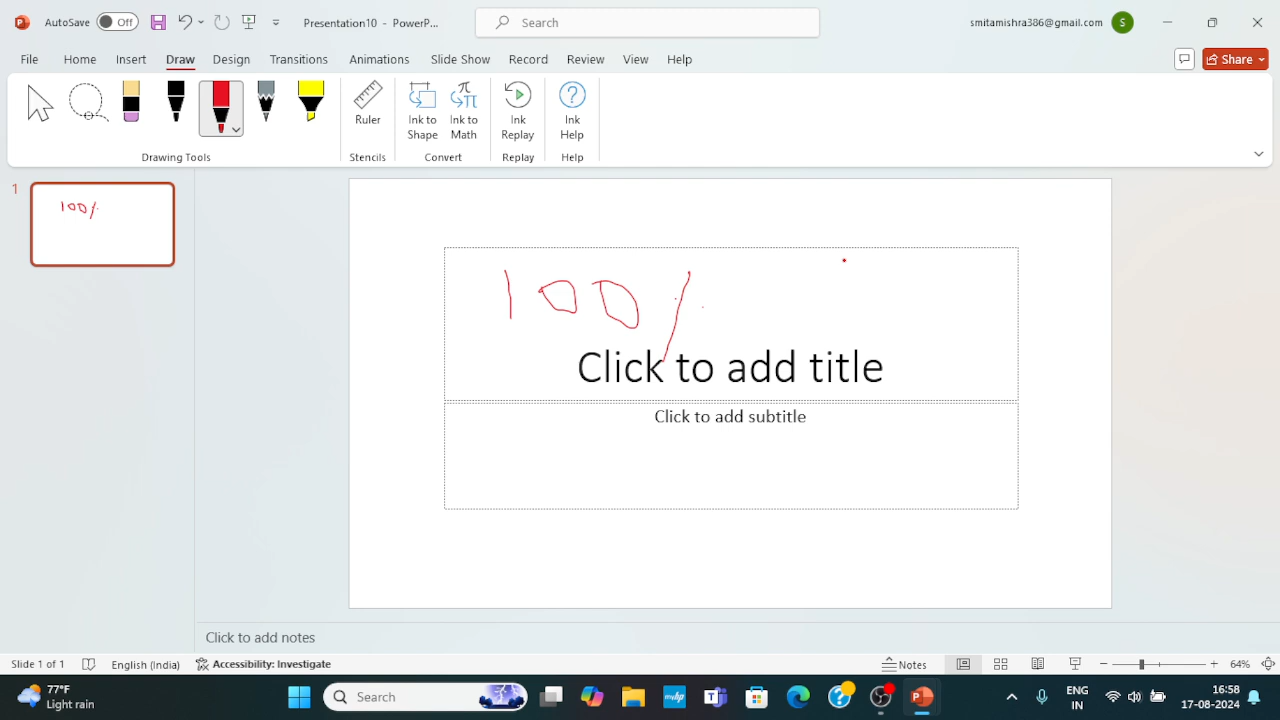 AutoSave Off Presentation10 - PowerP... Search smitamishra386@gmail.com S
File Home Insert Draw Design Transitions Animations Slide Show Record Review View Help Share
Ruler Ink to Shape Ink to Math Ink Replay Ink Help
Drawing Tools Stencils Convert Replay Help
1
100%
100%
Click to add title
Click to add subtitle
Click to add notes
Slide 1 of 1 English (India) Accessibility: Investigate Notes 64%
77°F
Light rain
Search
ENG
IN
16:58
17-08-2024